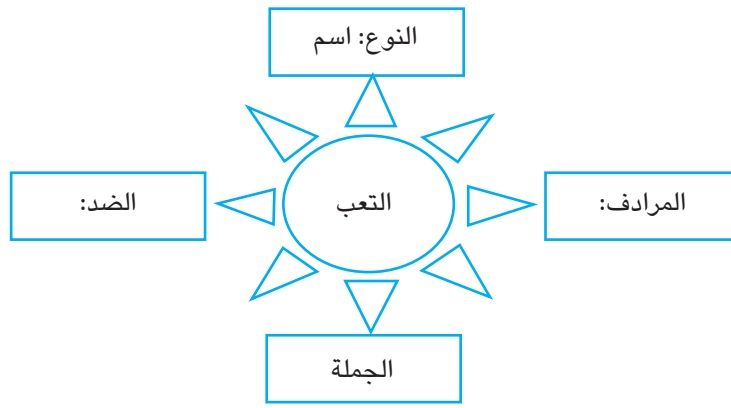 النوع: اسم
المرادف:
التعب
الضد:
الجملة